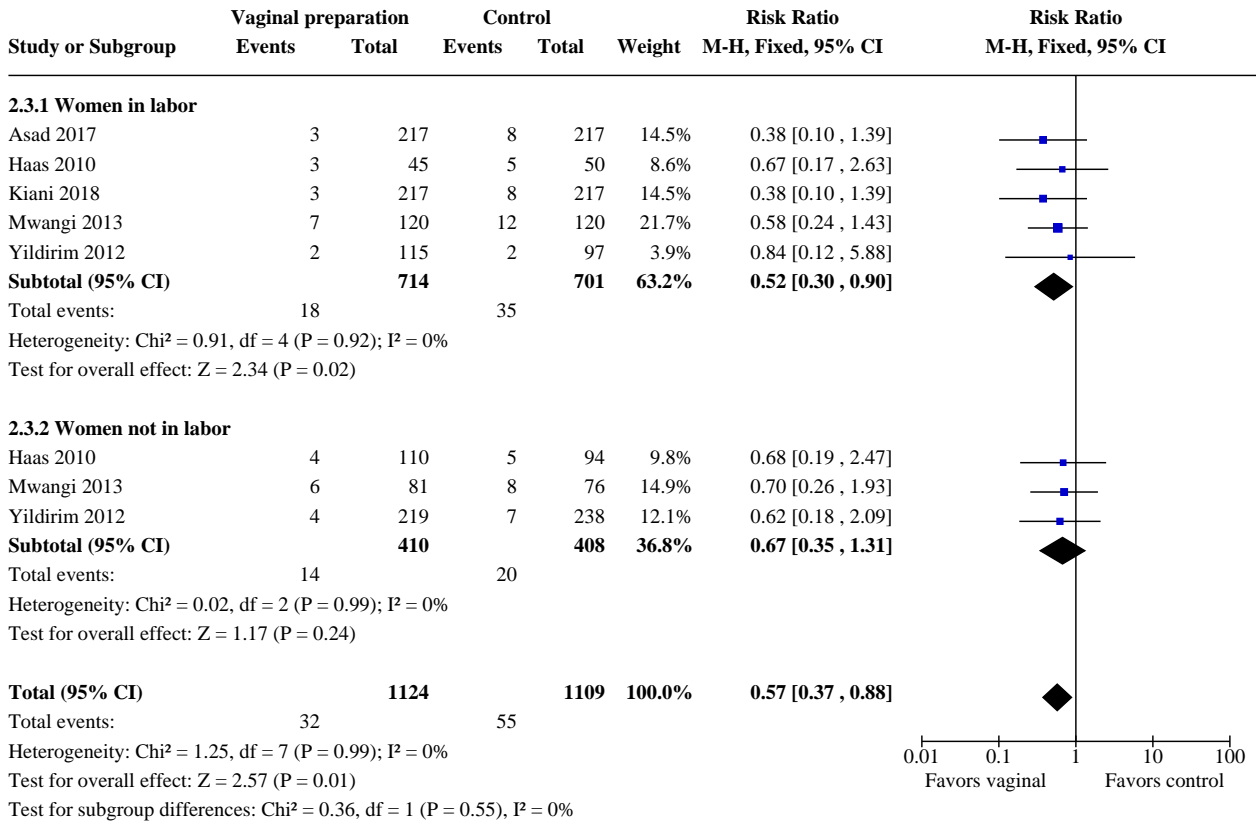 Vaginal preparation Control Risk Ratio Risk Ratio
Study or Subgroup Events Total Events Total Weight M-H, Fixed, 95% CI M-H, Fixed, 95% CI
2.3.1 Women in labor
Asad 2017 3 217 8 217 14.5% 0.38 [0.10 , 1.39]
Haas 2010 3 45 5 50 8.6% 0.67 [0.17 , 2.63]
Kiani 2018 3 217 8 217 14.5% 0.38 [0.10 , 1.39]
Mwangi 2013 7 120 12 120 21.7% 0.58 [0.24 , 1.43]
Yildirim 2012 2 115 2 97 3.9% 0.84 [0.12 , 5.88]
Subtotal (95% CI) 714 701 63.2% 0.52 [0.30 , 0.90]
Total events: 18 35
Heterogeneity: Chi² = 0.91, df = 4 (P = 0.92); I² = 0%
Test for overall effect: Z = 2.34 (P = 0.02)
2.3.2 Women not in labor
Haas 2010 4 110 5 94 9.8% 0.68 [0.19 , 2.47]
Mwangi 2013 6 81 8 76 14.9% 0.70 [0.26 , 1.93]
Yildirim 2012 4 219 7 238 12.1% 0.62 [0.18 , 2.09]
Subtotal (95% CI) 410 408 36.8% 0.67 [0.35 , 1.31]
Total events: 14 20
Heterogeneity: Chi² = 0.02, df = 2 (P = 0.99); I² = 0%
Test for overall effect: Z = 1.17 (P = 0.24)
Total (95% CI) 1124 1109 100.0% 0.57 [0.37 , 0.88]
Total events: 32 55
Heterogeneity: Chi² = 1.25, df = 7 (P = 0.99); I² = 0%
0.01 0.1 1 10 100
Test for overall effect: Z = 2.57 (P = 0.01)
Favors vaginal Favors control
Test for subgroup differences: Chi² = 0.36, df = 1 (P = 0.55), I² = 0%